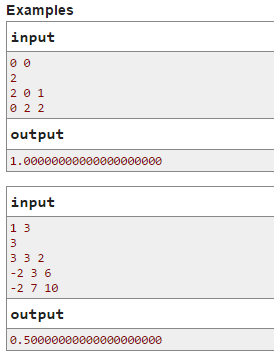 Examples
input
0 0
2
2 0 1
0 2 2
output
1.00000000000000000000
input
1 3
3
3 3 2
-2 3 6
-2 7 10
output
0.50000000000000000000